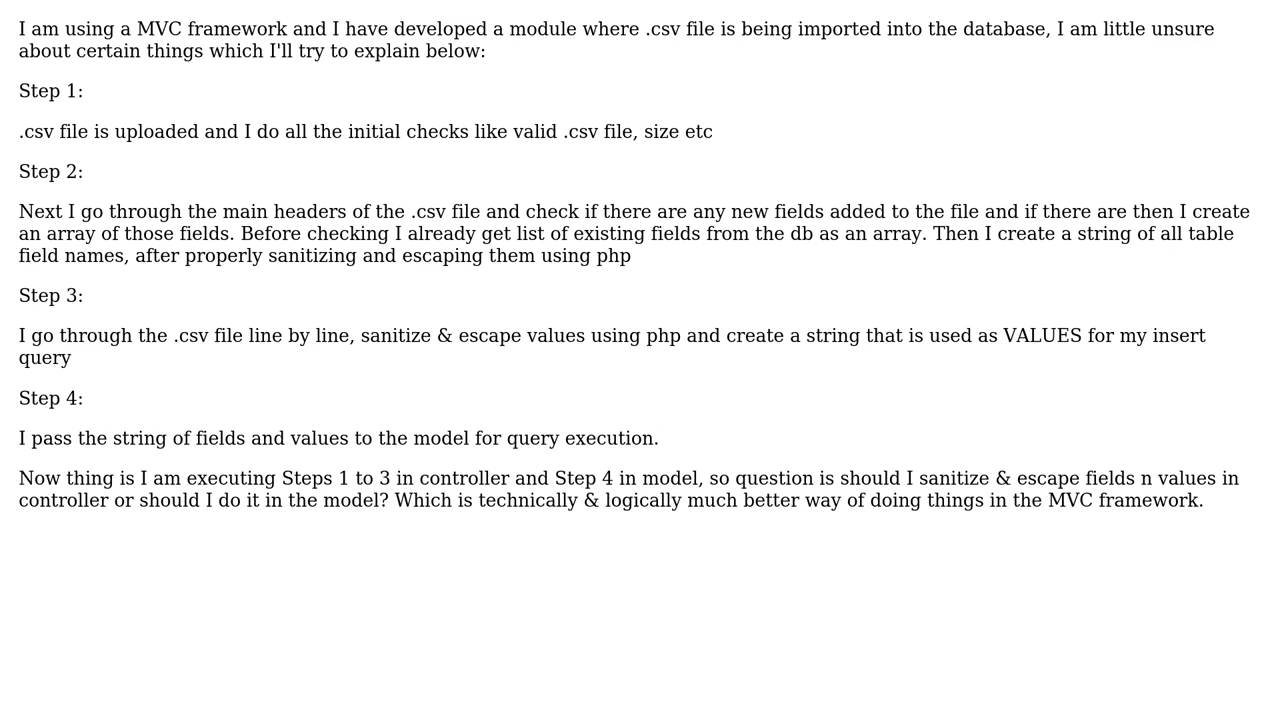 I am using a MVC framework and I have developed a module where .csv file is being imported into the database, I am little unsure
about certain things which I'll try to explain below:
Step 1:
.csv file is uploaded and I do all the initial checks like valid .csv file, size etc
Step 2:
Next I go through the main headers of the .csv file and check if there are any new fields added to the file and if there are then I create
an array of those fields. Before checking I already get list of existing fields from the db as an array. Then I create a string of all table
field names, after properly sanitizing and escaping them using php
Step 3:
I go through the .csv file line by line, sanitize & escape values using php and create a string that is used as VALUES for my insert
query
Step 4:
I pass the string of fields and values to the model for query execution.
Now thing is I am executing Steps 1 to 3 in controller and Step 4 in model, so question is should I sanitize & escape fields n values in
controller or should I do it in the model? Which is technically & logically much better way of doing things in the MVC framework.